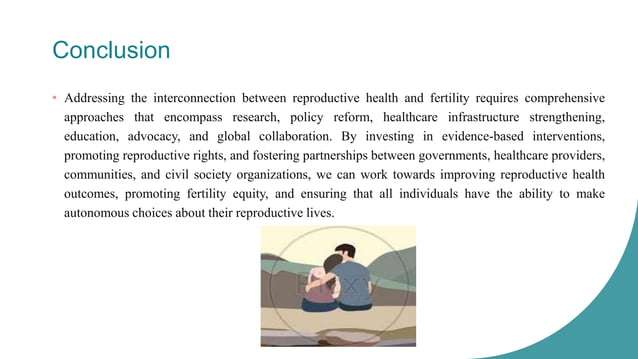 Conclusion
• Addressing the interconnection between reproductive health and fertility requires comprehensive
approaches that encompass research, policy reform, healthcare infrastructure strengthening,
education, advocacy, and global collaboration. By investing in evidence-based interventions,
promoting reproductive rights, and fostering partnerships between governments, healthcare providers,
communities, and civil society organizations, we can work towards improving reproductive health
outcomes, promoting fertility equity, and ensuring that all individuals have the ability to make
autonomous choices about their reproductive lives.